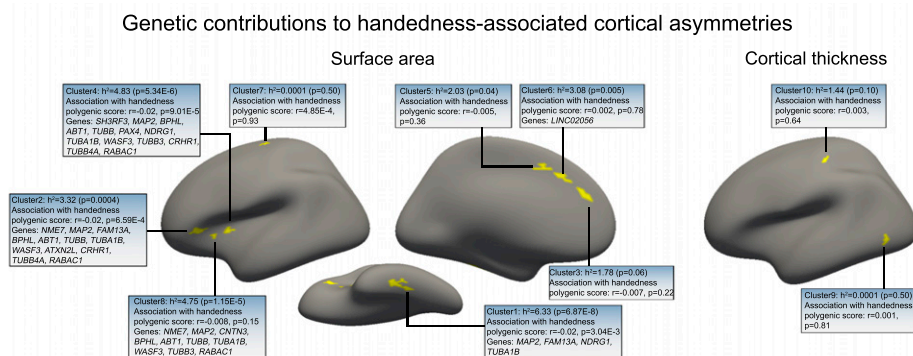 Genetic contributions to handedness-associated cortical asymmetries
Surface area
Cortical thickness
Cluster4: h²=4.83 (p=5.34E-6)
Association with handedness
polygenic score: r=-0.02, p=9.01E-5
Genes: SH3RF3, MAP2, BPHL,
ABT1, TUBB, PAX4, NDRG1,
TUBA1B, WASF3, TUBB3, CRHR1,
TUBB4A, RABAC1
Cluster7: h²=0.0001 (p=0.50)
Association with handedness
polygenic score: r=4.85E-4,
p=0.93
Cluster5: h²=2.03 (p=0.04)
Association with handedness
polygenic score: r=-0.005,
p=0.36
Cluster6: h²=3.08 (p=0.005)
Association with handedness
polygenic score: r=0.002, p=0.78
Genes: LINC02056
Cluster10: h²=1.44 (p=0.10)
Association with handedness
polygenic score: r=0.003,
p=0.64
Cluster2: h²=3.32 (p=0.0004)
Association with handedness
polygenic score: r=-0.02, p=6.59E-4
Genes: NME7, MAP2, FAM13A,
BPHL, ABT1, TUBB, TUBA1B,
WASF3, ATXN2L, CRHR1,
TUBB4A, RABAC1
Cluster8: h²=4.75 (p=1.15E-5)
Association with handedness
polygenic score: r=-0.008, p=0.15
Genes: NME7, MAP2, CNTN3,
BPHL, ABT1, TUBB, TUBA1B,
WASF3, TUBB3, RABAC1
Cluster1: h²=6.33 (p=6.87E-8)
Association with handedness
polygenic score: r=-0.02, p=3.04E-3
Genes: MAP2, FAM13A, NDRG1,
TUBA1B
Cluster3: h²=1.78 (p=0.06)
Association with handedness
polygenic score: r=-0.007, p=0.22
Cluster9: h²=0.0001 (p=0.50)
Association with handedness
polygenic score: r=0.001,
p=0.81